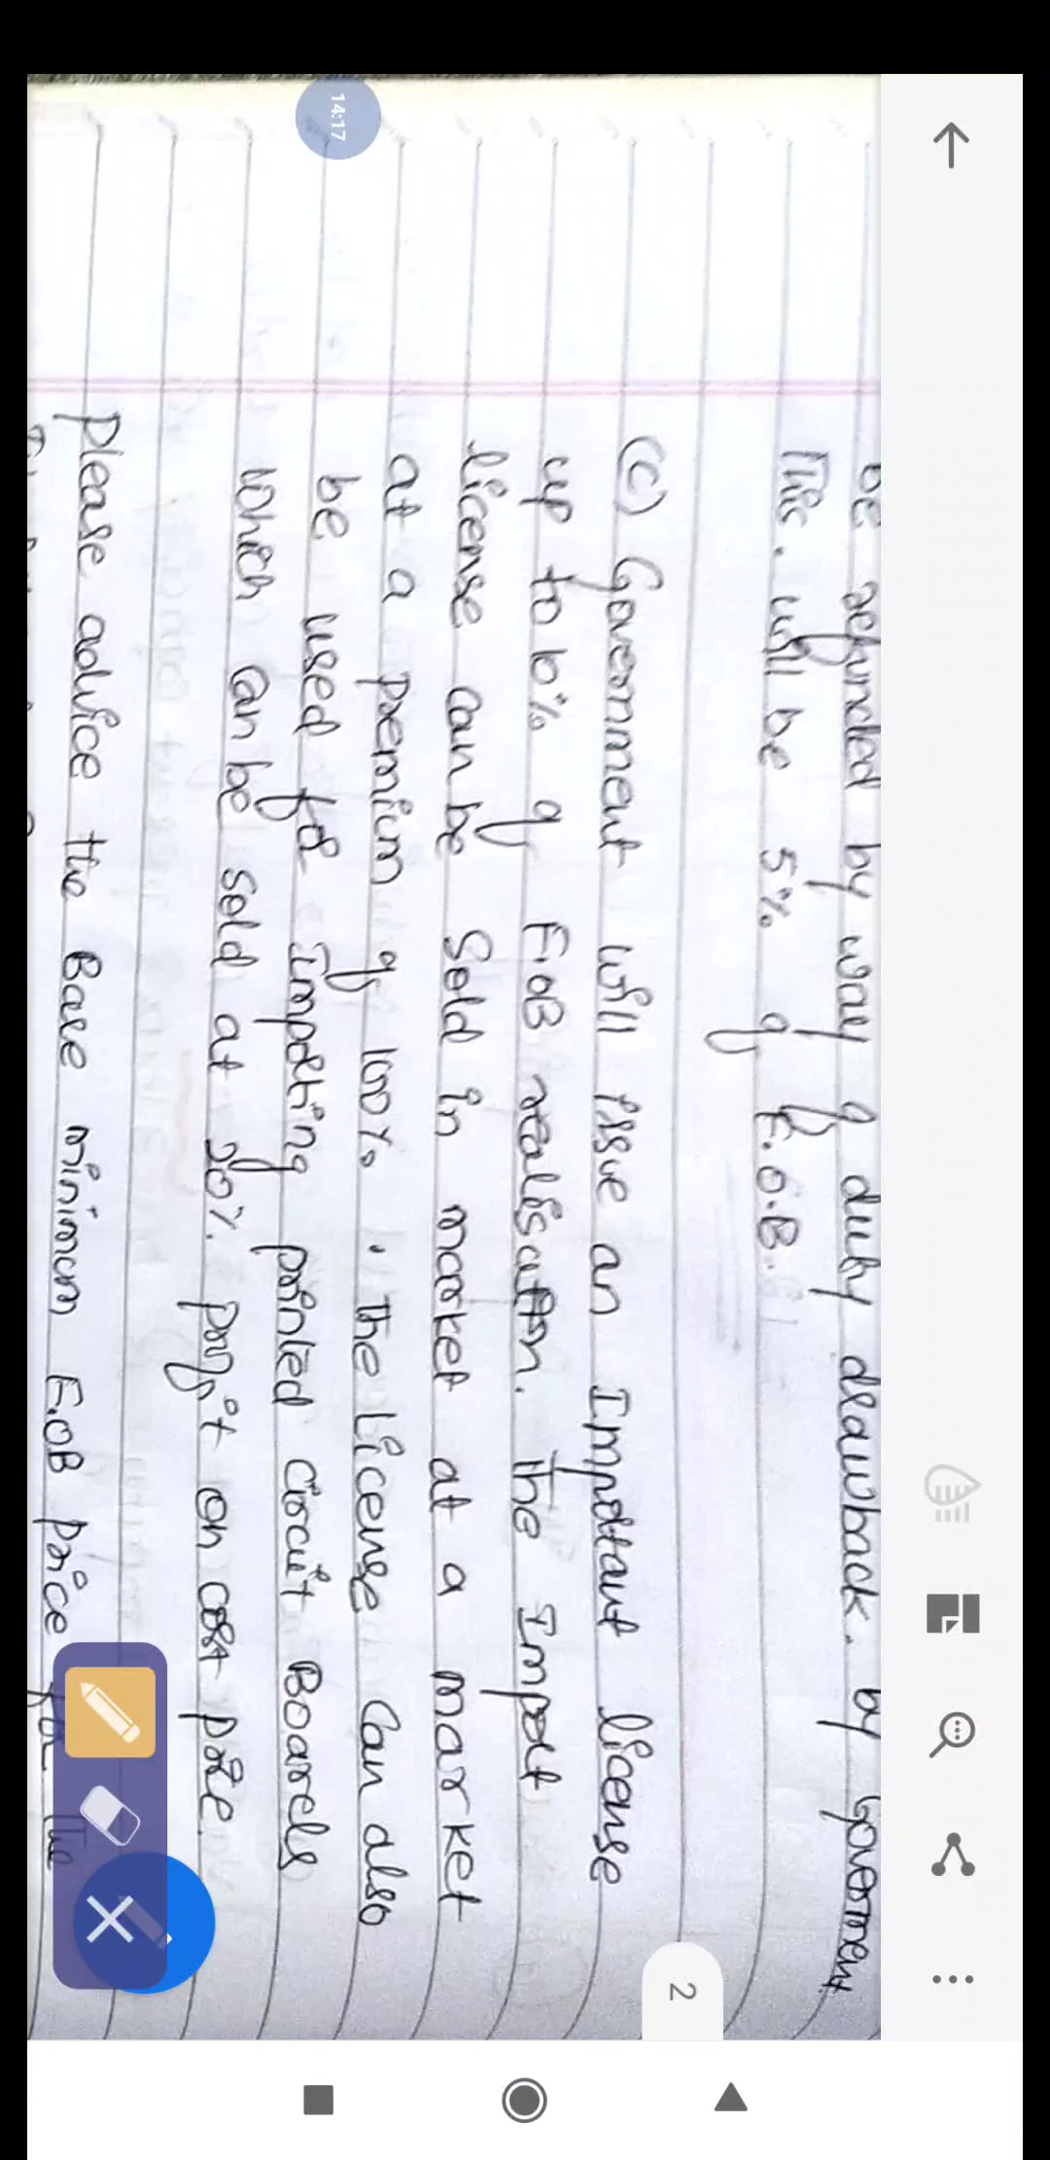 be refunded by way of duty drawback. by Government
This. will be 5% of F.O.B.
(C) Government will issue an Important license
up to 10% of F.OB realisation. The Import
license can be Sold in market at a market
at a premium of 100%. The License Can also
be used for Importing printed circuit Boards
which can be sold at 20%. profit on cost price.
Please advice the Base minimum F.OB price for the
14:17
2